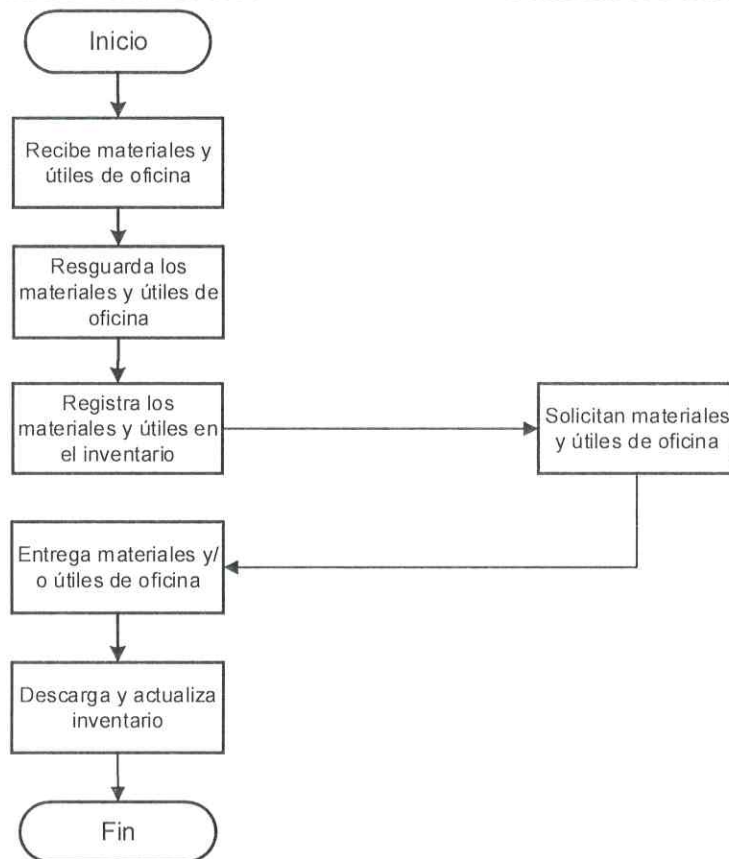 Inicio
Recibe materiales y
útiles de oficina
Resguarda los
materiales y útiles de
oficina
Registra los
materiales y útiles en
el inventario
Solicitan materiales
y útiles de oficina
Entrega materiales y/
o útiles de oficina
Descarga y actualiza
inventario
Fin